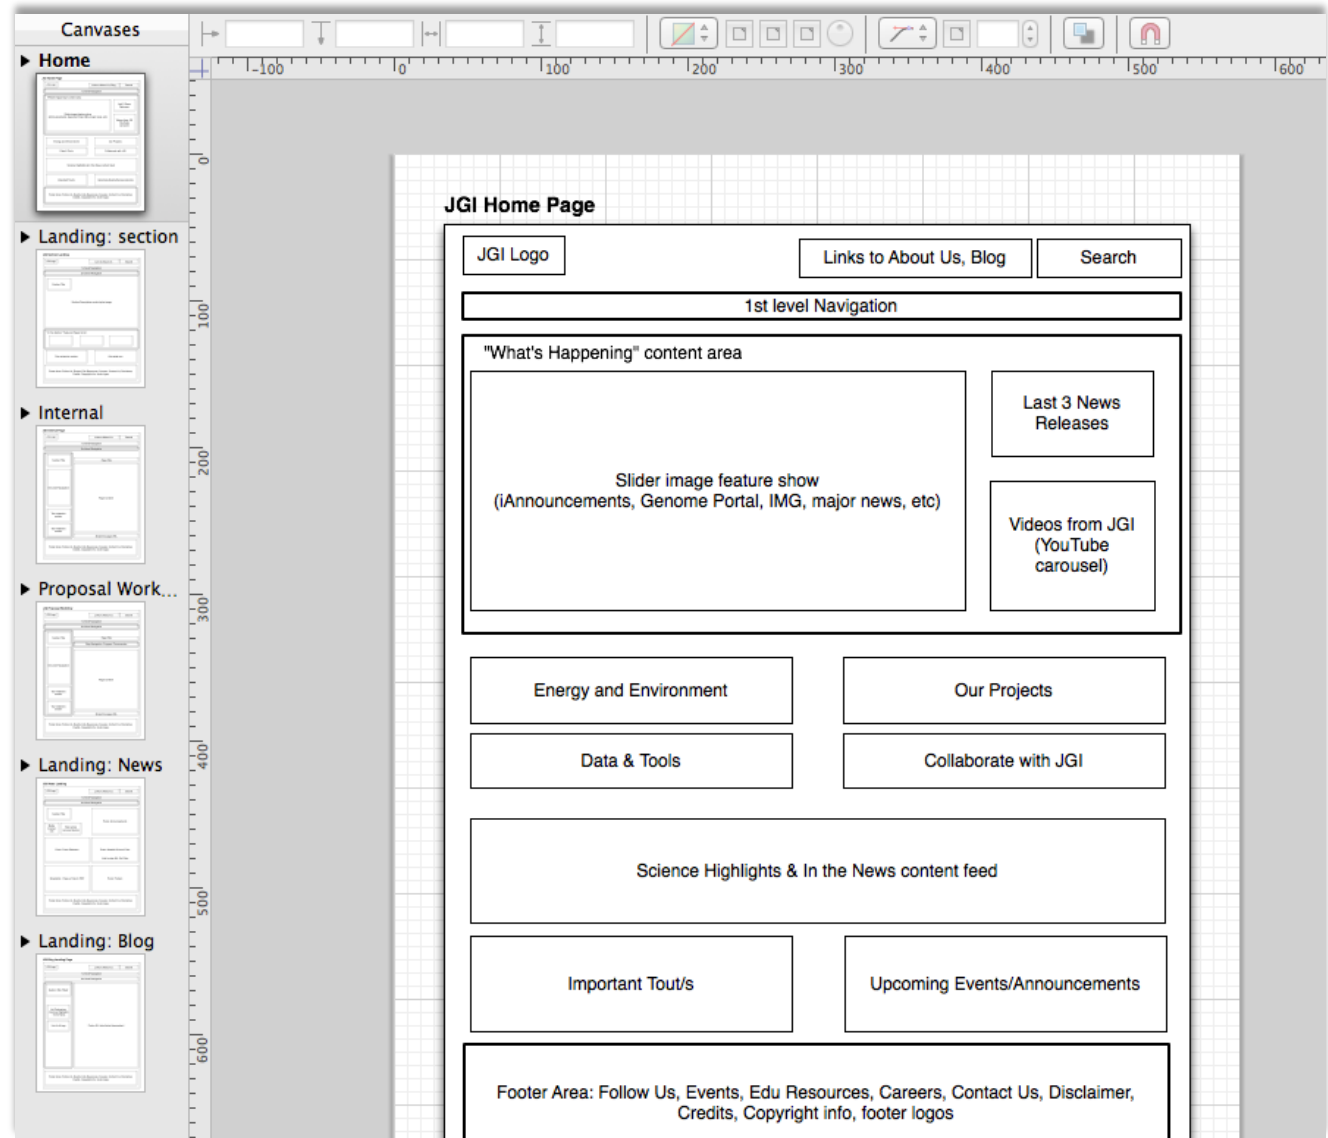 Canvases
Home
Landing: section
Internal
Proposal Work...
Landing: News
Landing: Blog
-100
0
100
200
300
400
500
600
0
100
200
300
400
500
600
JGI Home Page
JGI Logo
Links to About Us, Blog
Search
1st level Navigation
"What's Happening" content area
Slider image feature show
(iAnnouncements, Genome Portal, IMG, major news, etc)
Last 3 News
Releases
Videos from JGI
(YouTube
carousel)
Energy and Environment
Our Projects
Data & Tools
Collaborate with JGI
Science Highlights & In the News content feed
Important Tout/s
Upcoming Events/Announcements
Footer Area: Follow Us, Events, Edu Resources, Careers, Contact Us, Disclaimer,
Credits, Copyright info, footer logos